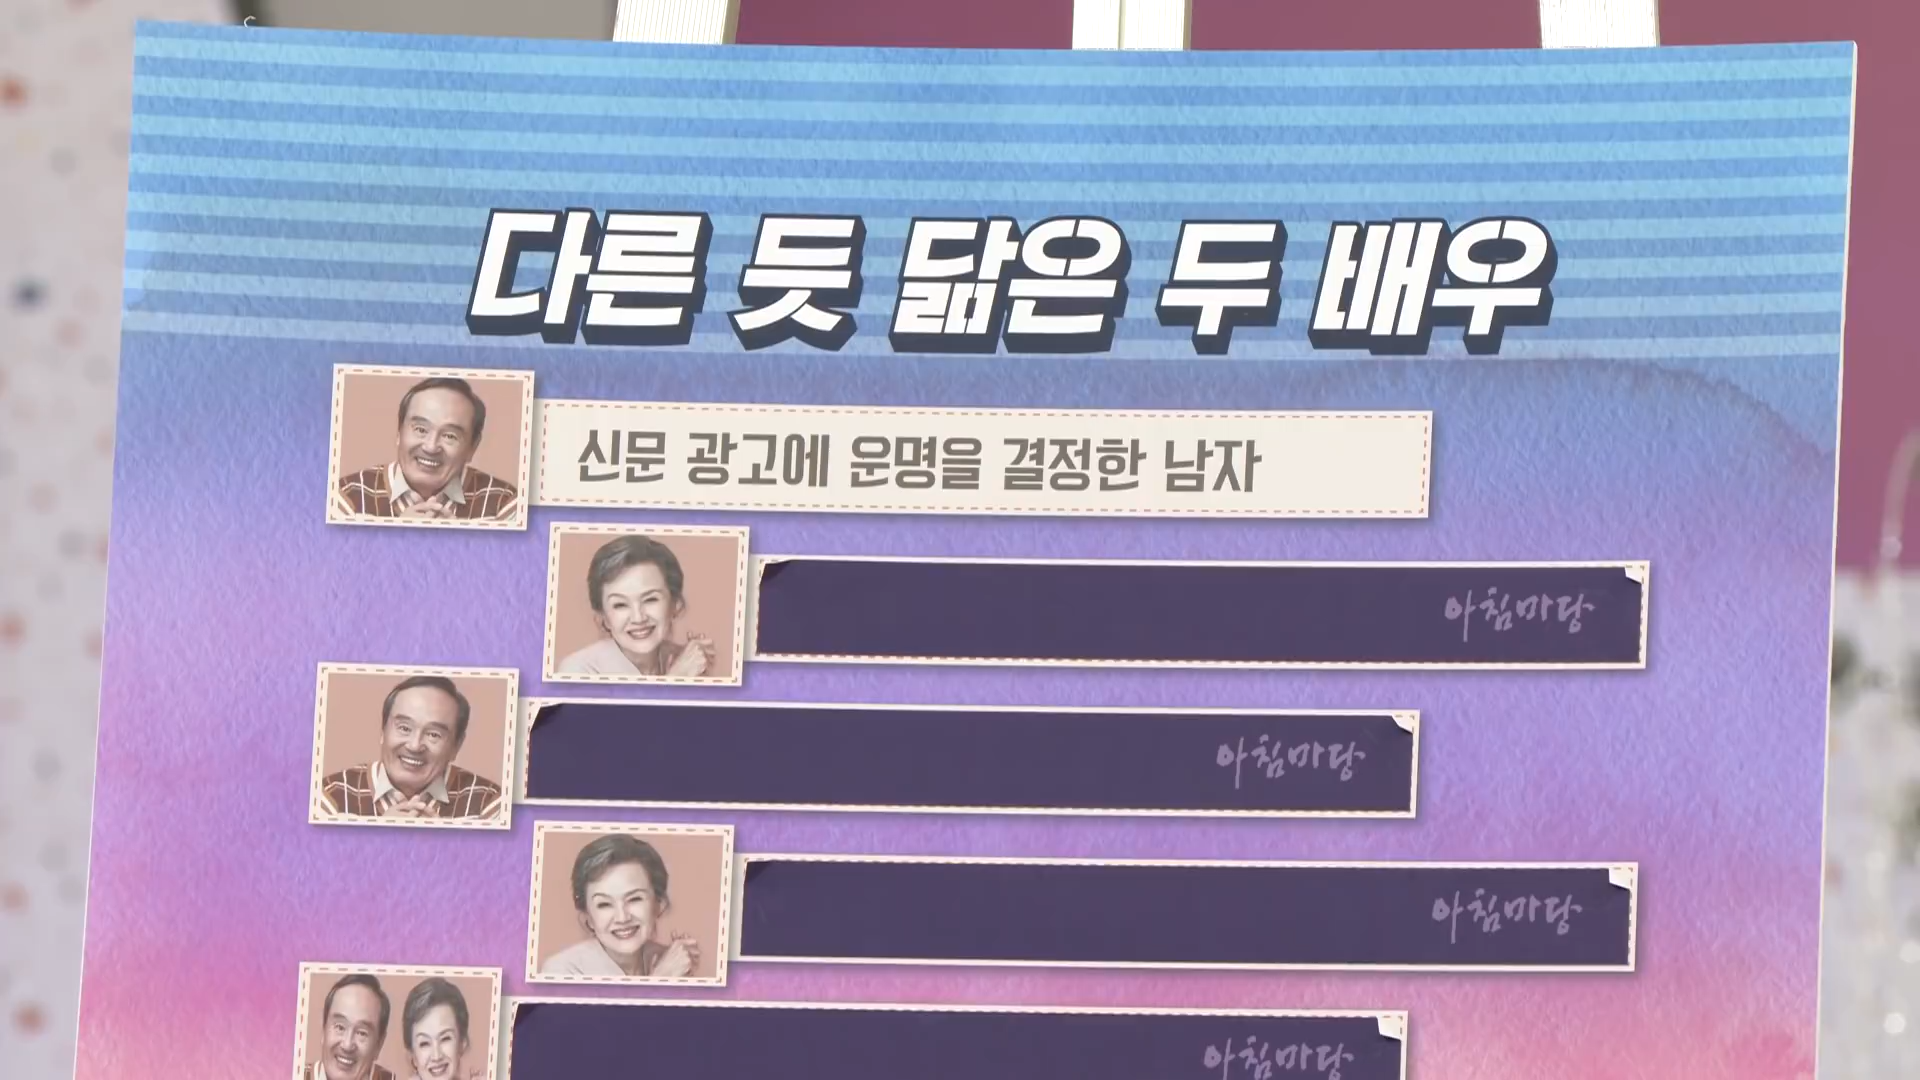 다른 듯 닮은 두 배우
신문 광고에 운명을 결정한 남자
아침마당
아침마당
아침마당
아침마당